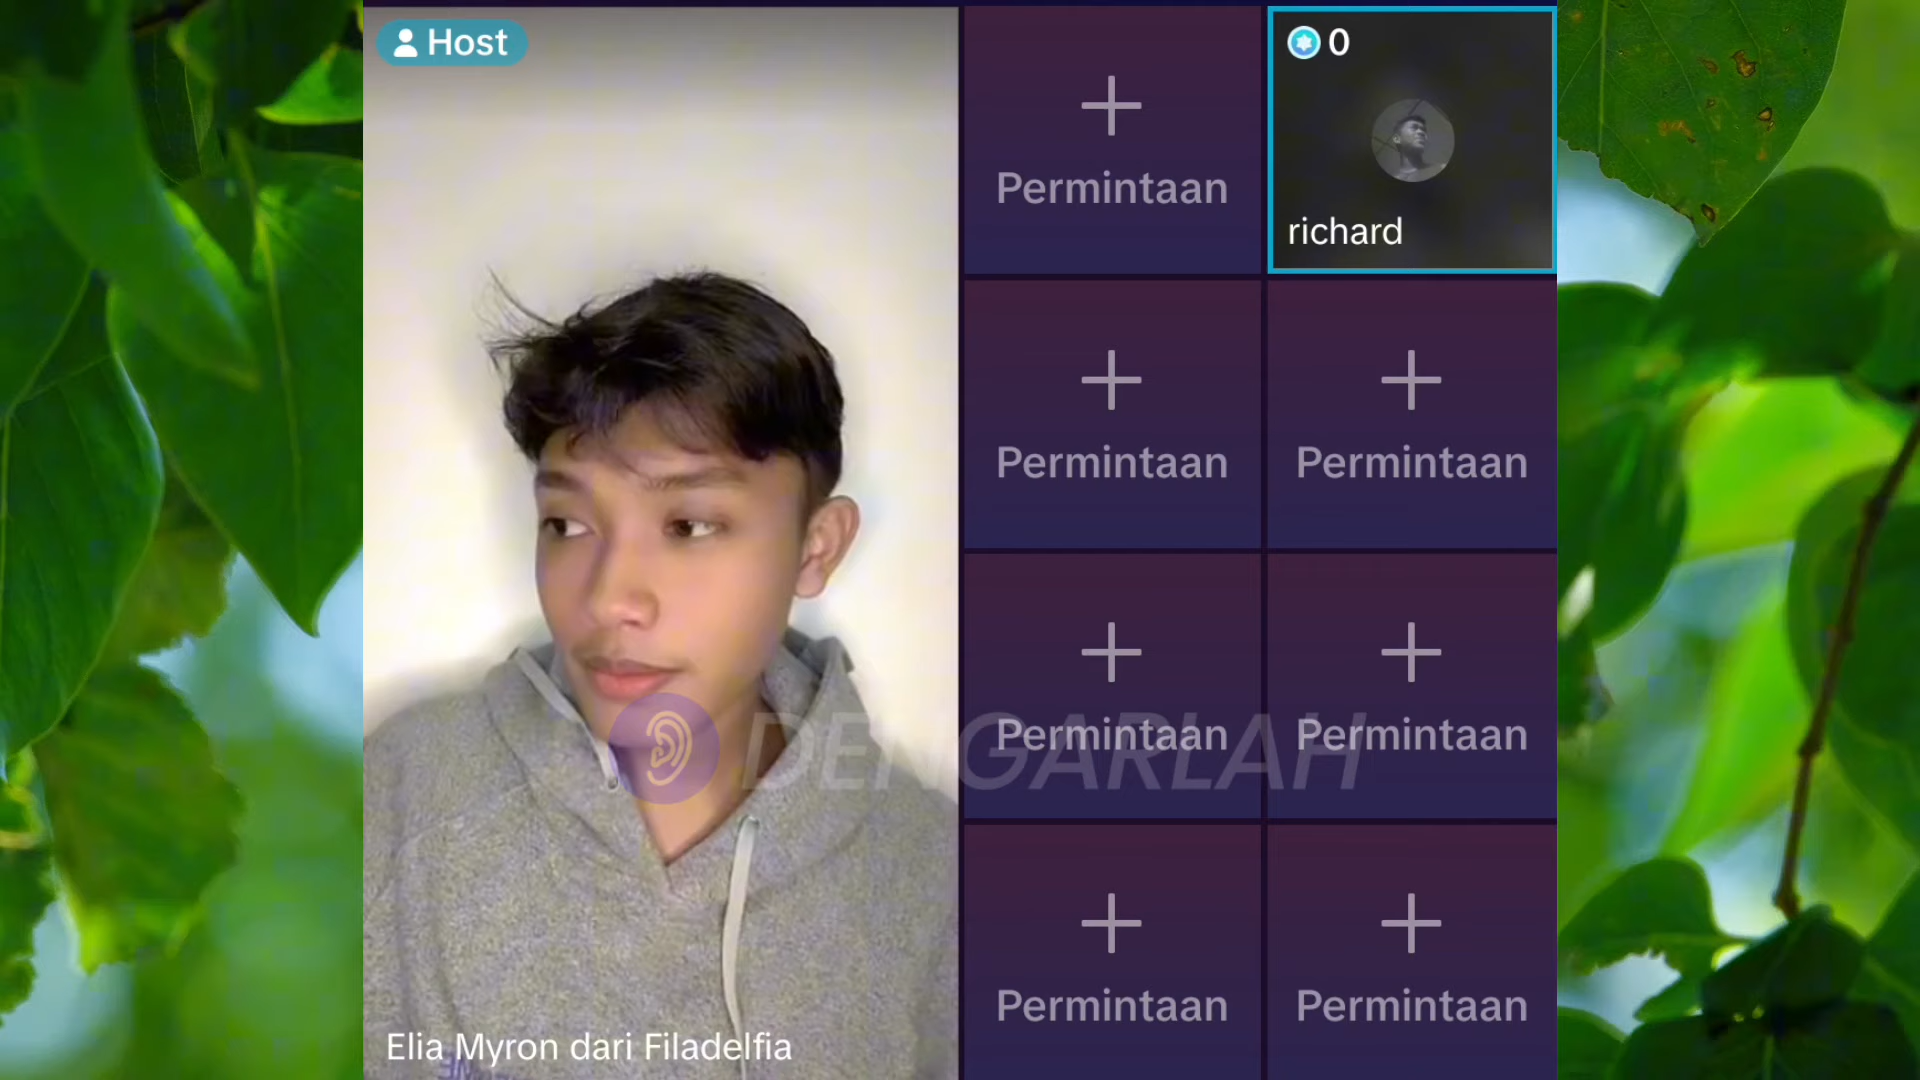 Host
Permintaan
0
richard
Permintaan
Permintaan
Permintaan
Permintaan
DENGARLAH
Permintaan
Permintaan
Elia Myron dari Filadelfia